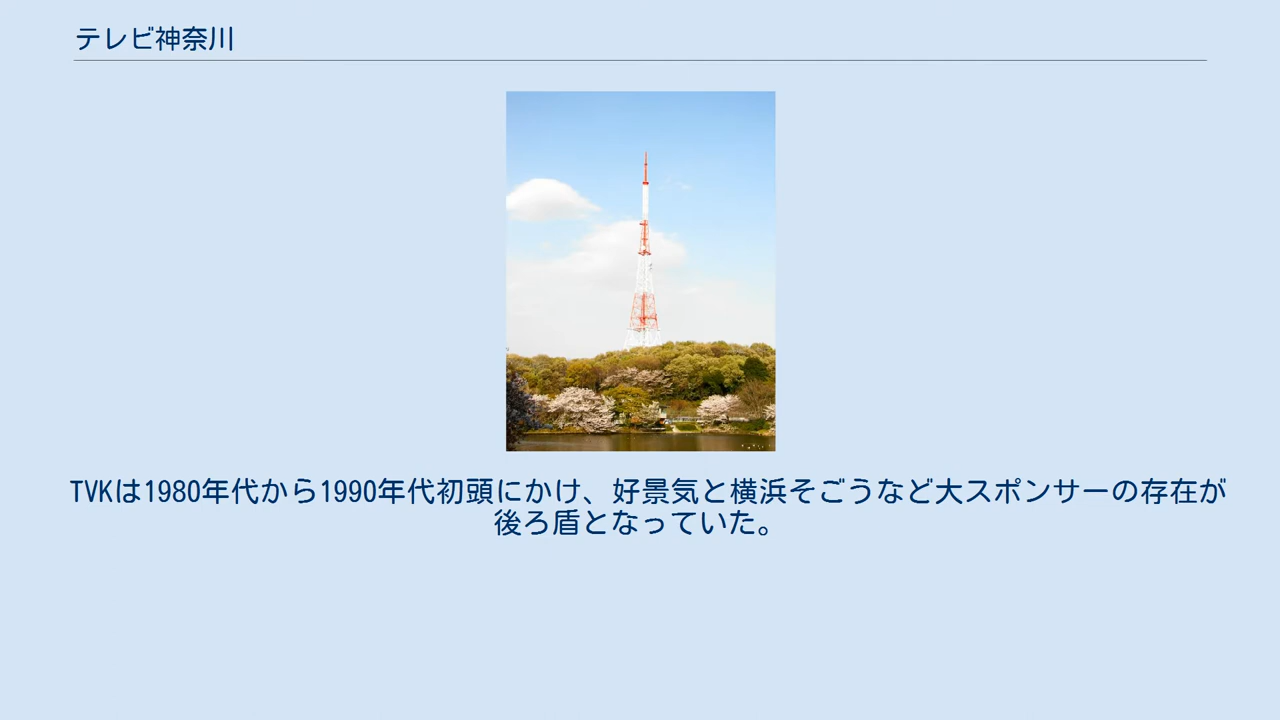 テレビ神奈川
TVKは1980年代から1990年代初頭にかけ、好景気と横浜そごうなど大スポンサーの存在が
後ろ盾となっていた。